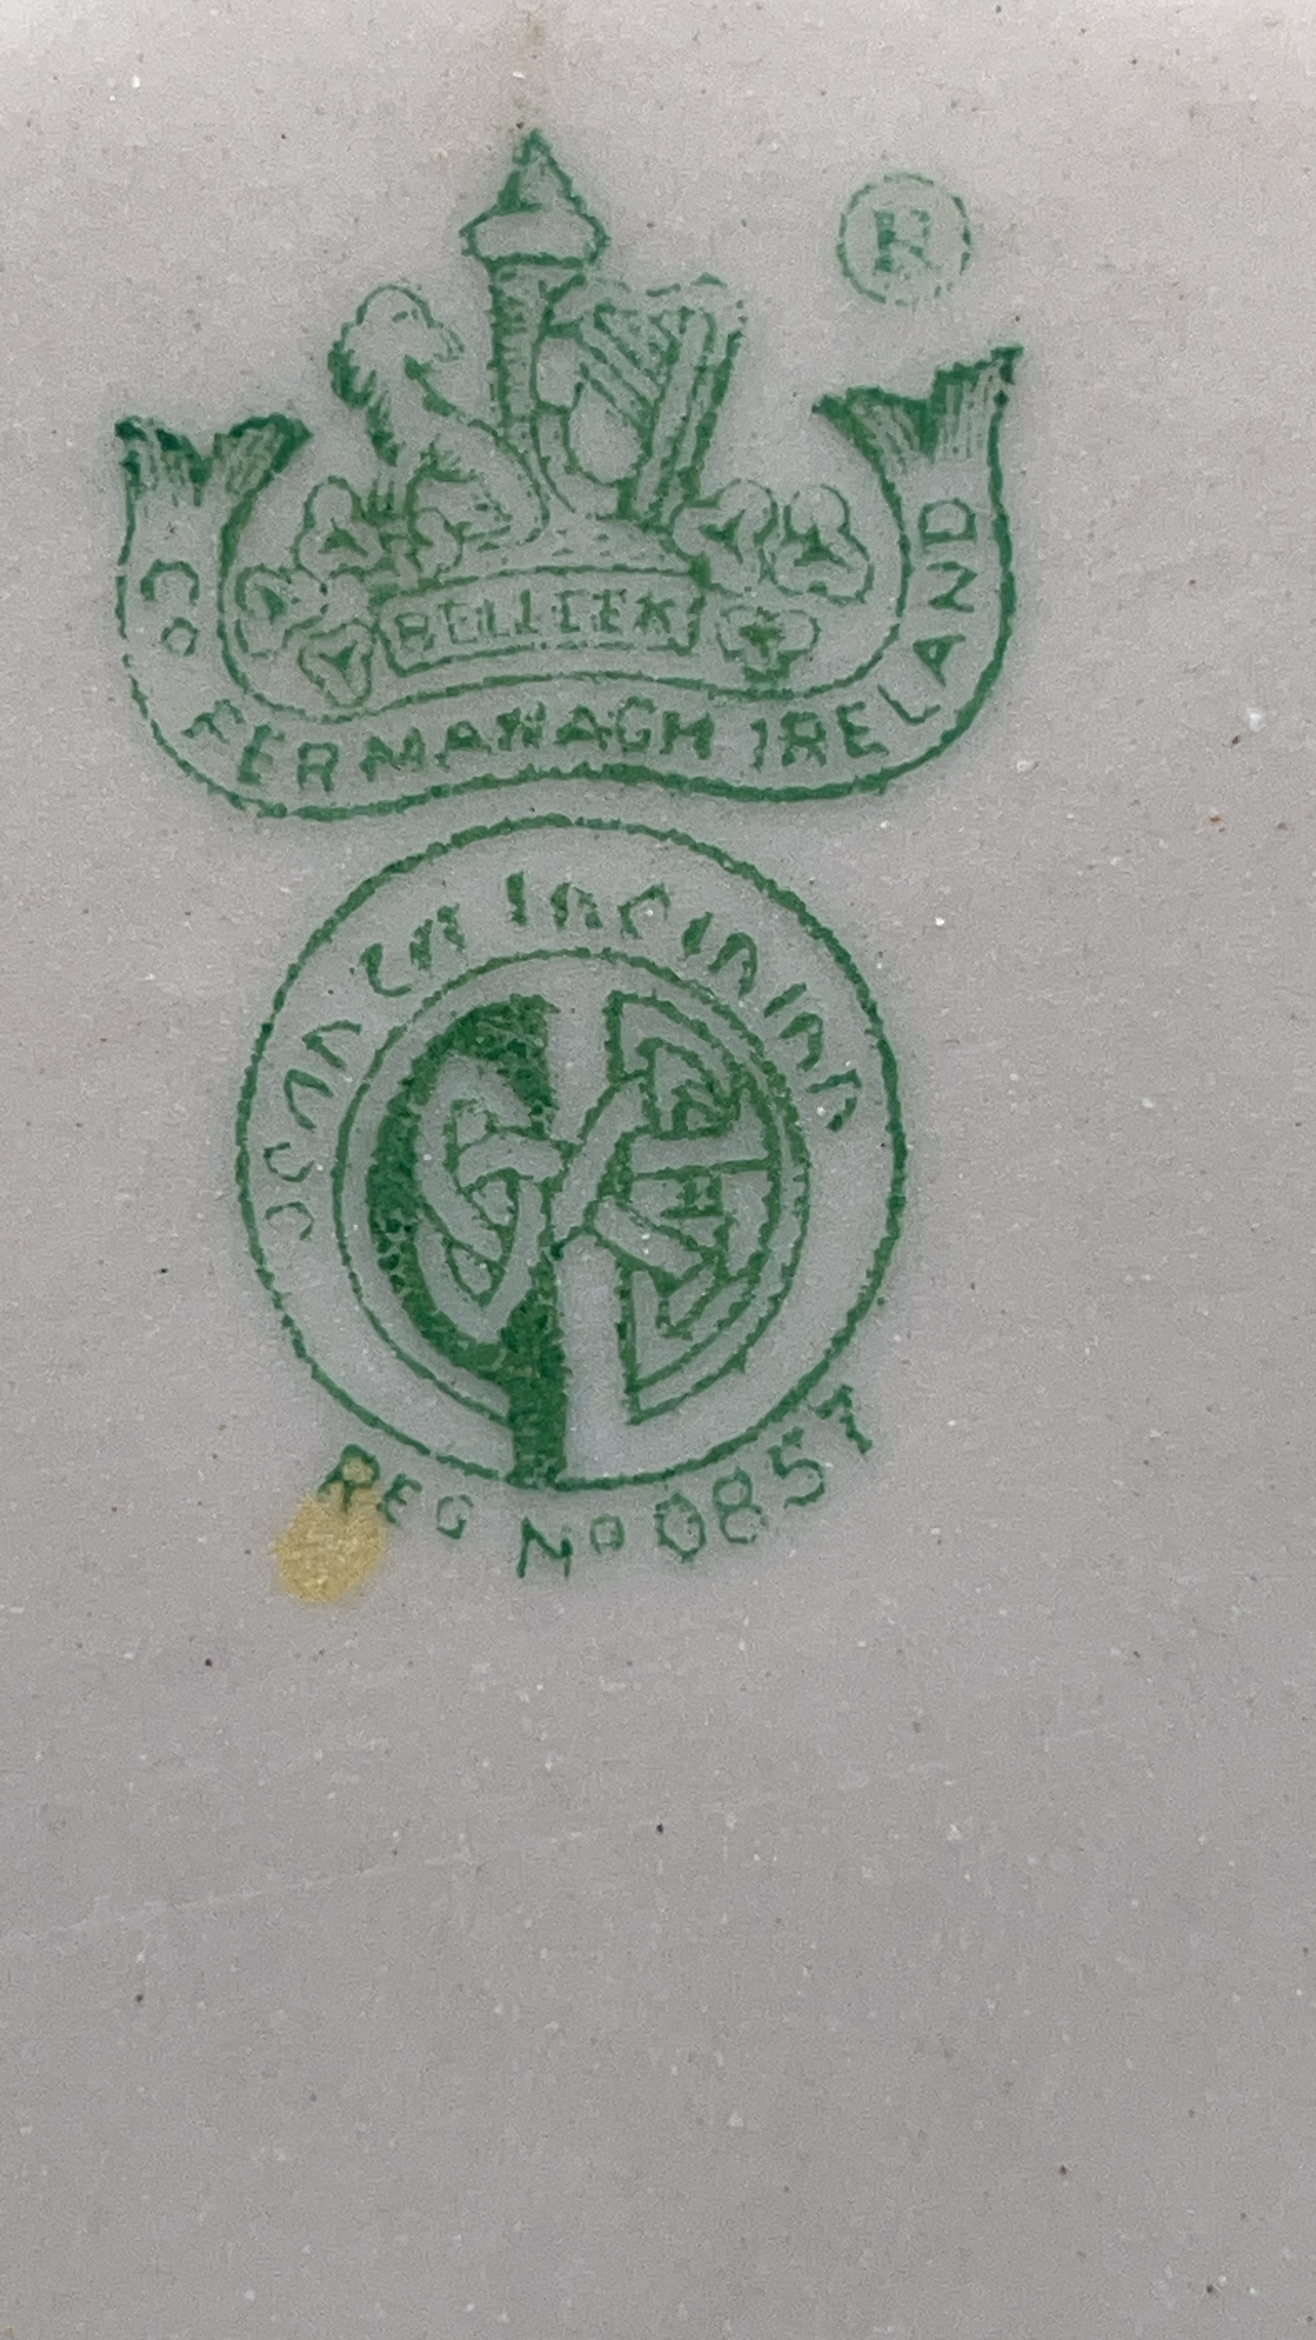 ®
BELLEEK
CO FERMANAGH IRELAND
REG No 0857